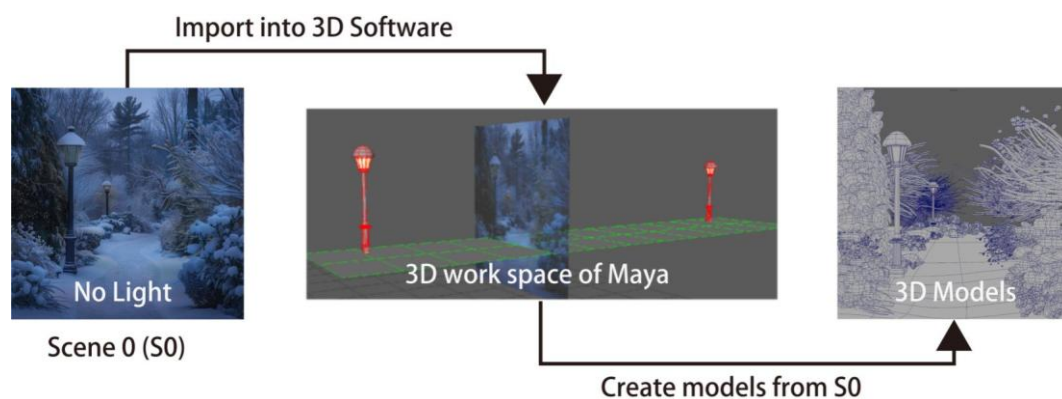 Import into 3D Software
No Light
3D work space of Maya
3D Models
Scene 0 (S0)
Create models from S0